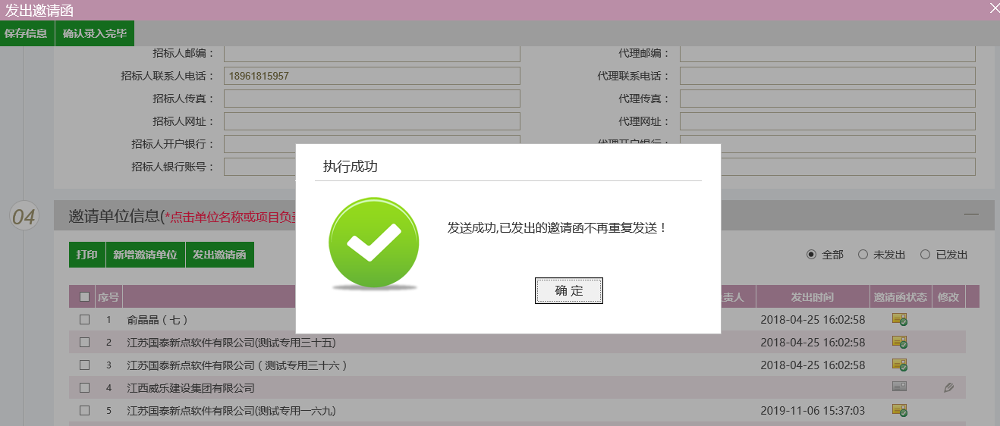 发出邀请函
保存信息 确认录入完毕
招标人邮编： 代理邮编：
招标人联系人电话： 18961815957 代理联系电话：
招标人传真： 代理传真：
招标人网址： 代理网址：
招标人开户银行： 代理开户银行：
招标人银行账号：
执行成功
发送成功,已发出的邀请函不再重复发送！
确 定
04 邀请单位信息(*点击单位名称或项目负
打印 新增邀请单位 发出邀请函 全部 未发出 已发出
序号 责人 发出时间 邀请函状态 修改
1 俞晶晶（七） 2018-04-25 16:02:58
2 江苏国泰新点软件有限公司(测试专用三十五) 2018-04-25 16:02:58
3 江苏国泰新点软件有限公司（测试专用三十六） 2018-04-25 16:02:58
4 江西威乐建设集团有限公司
5 江苏国泰新点软件有限公司(测试专用一六九) 2019-11-06 15:37:03